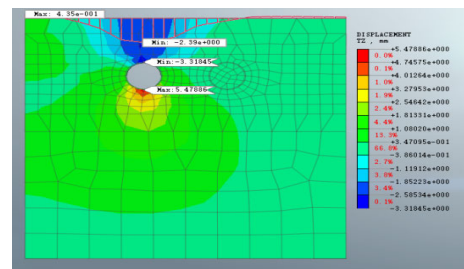 Max: 4.35e-001
Min: -2.39e+000
Min:-3.31845e
Max:5.47886e
DISPLACEMENT
TZ , mm
+5.47886e+000
0.0%
+4.74575e+000
0.1%
+4.01264e+000
1.0%
+3.27953e+000
1.9%
+2.54642e+000
2.4%
+1.81331e+000
4.4%
+1.08020e+000
13.3%
+3.47095e-001
66.8%
-3.86014e-001
2.7%
-1.11912e+000
3.8%
-1.85223e+000
3.4%
-2.58534e+000
0.1%
-3.31845e+000